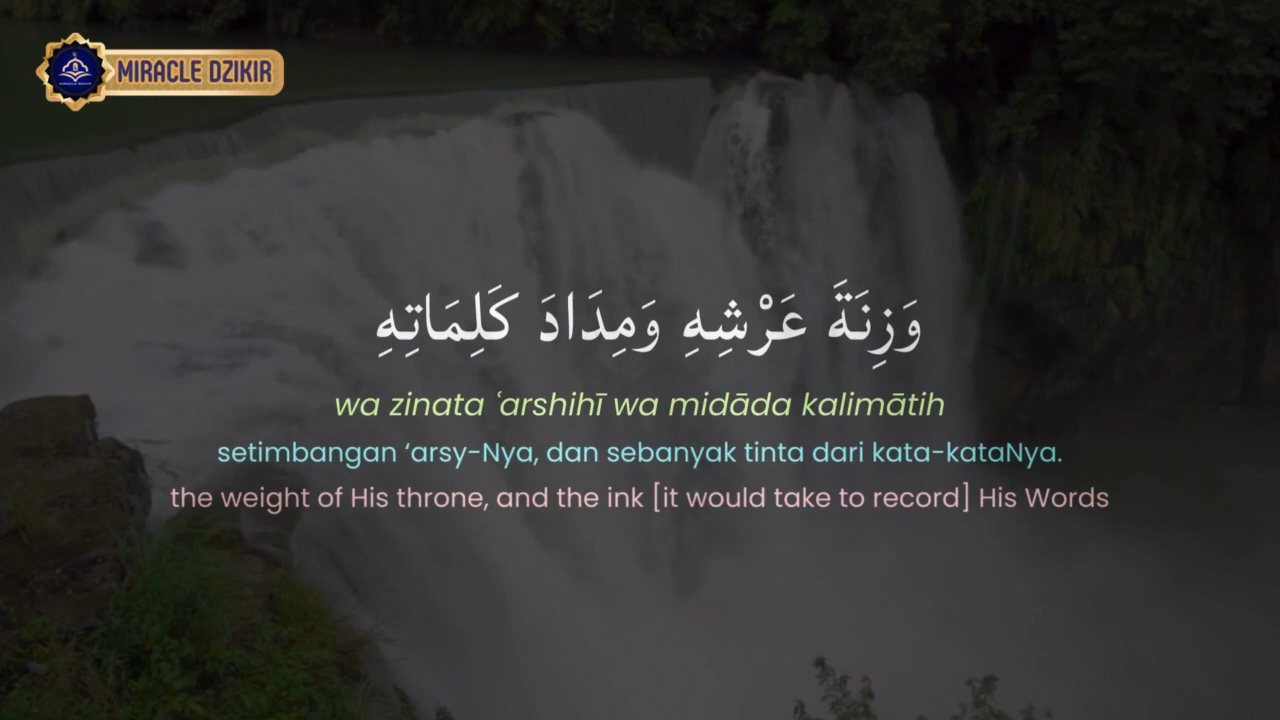 MIRACLE DZIKIR
وَزِنَةَ عَرْشِهِ وَمِدَادَ كَلِمَاتِهِ
wa zinata ʿarshihī wa midāda kalimātih
setimbangan ‘arsy-Nya, dan sebanyak tinta dari kata-kataNya.
the weight of His throne, and the ink [it would take to record] His Words